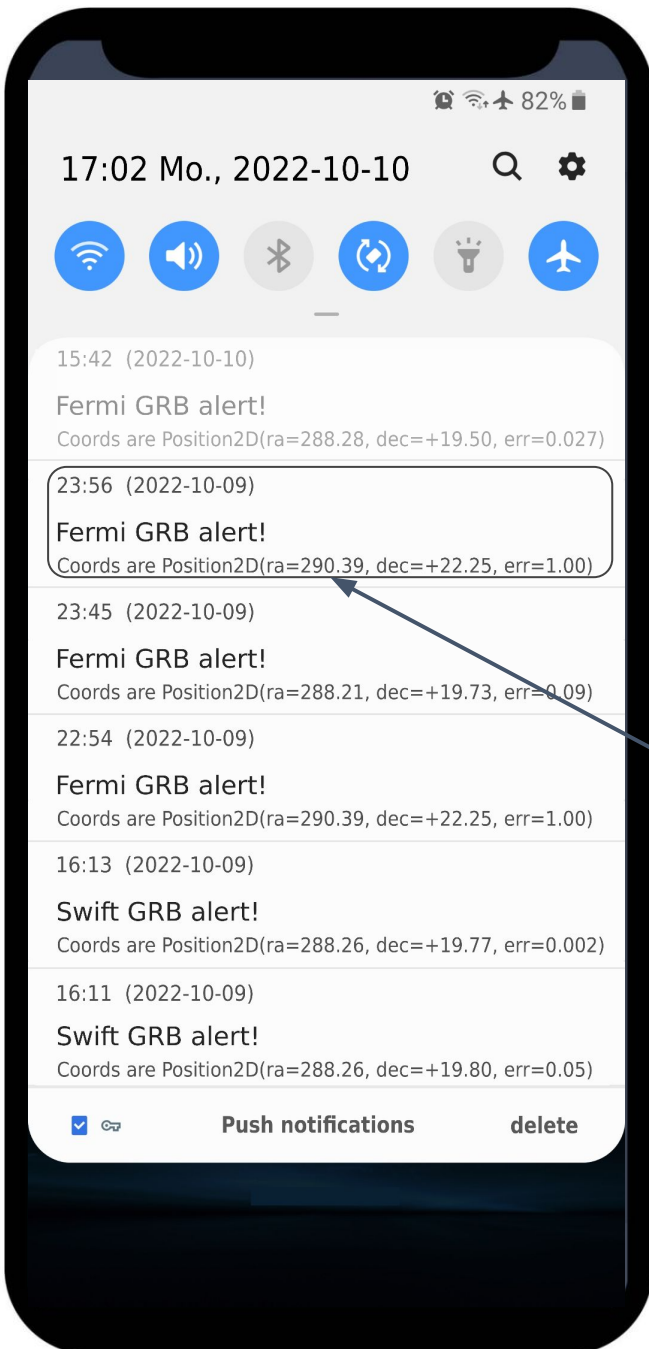 82%
17:02 Mo., 2022-10-10
15:42 (2022-10-10)
Fermi GRB alert!
Coords are Position2D(ra=288.28, dec=+19.50, err=0.027)
23:56 (2022-10-09)
Fermi GRB alert!
Coords are Position2D(ra=290.39, dec=+22.25, err=1.00)
23:45 (2022-10-09)
Fermi GRB alert!
Coords are Position2D(ra=288.21, dec=+19.73, err=0.09)
22:54 (2022-10-09)
Fermi GRB alert!
Coords are Position2D(ra=290.39, dec=+22.25, err=1.00)
16:13 (2022-10-09)
Swift GRB alert!
Coords are Position2D(ra=288.26, dec=+19.77, err=0.002)
16:11 (2022-10-09)
Swift GRB alert!
Coords are Position2D(ra=288.26, dec=+19.80, err=0.05)
Push notifications delete